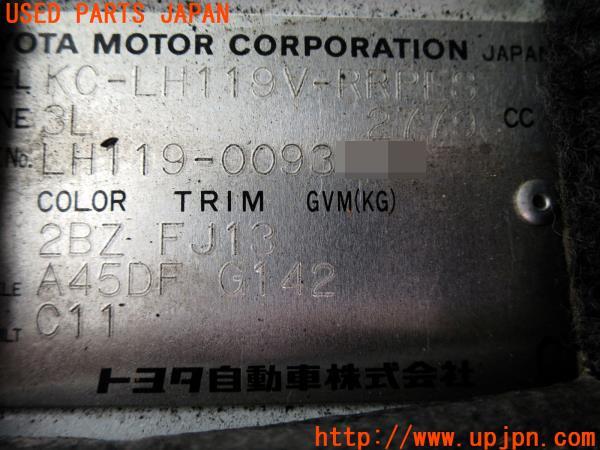 USED PARTS JAPAN
YOTA MOTOR CORPORATION JAPAN
EL KC-LH119V-RRPES
NE 3L 2779 CC
No. LH119-0093
COLOR TRIM GVM(KG)
2BZ FJ13
LE A45DF G142
LT C11
トヨタ自動車株式会社
http://www.upjpn.com